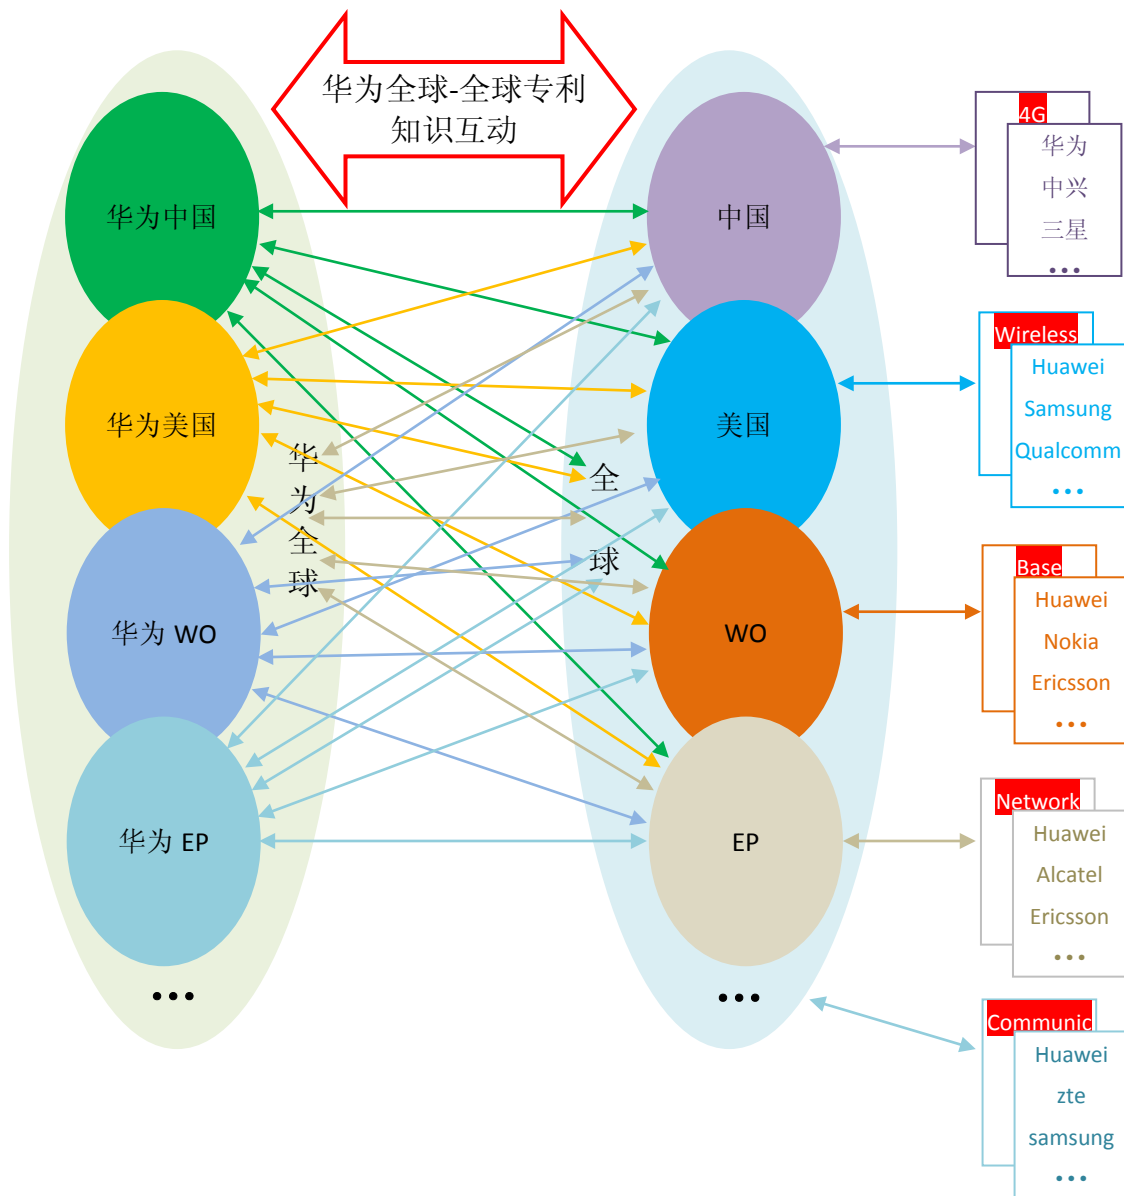 华为全球-全球专利
知识互动
华为中国
华为美国
华为 WO
华为 EP
...
华
为
全
球
中国
美国
WO
EP
...
全
球
4G
华为
中兴
三星
...
Wireless
Huawei
Samsung
Qualcomm
...
Base
Huawei
Nokia
Ericsson
...
Network
Huawei
Alcatel
Ericsson
...
Communic
Huawei
zte
samsung
...